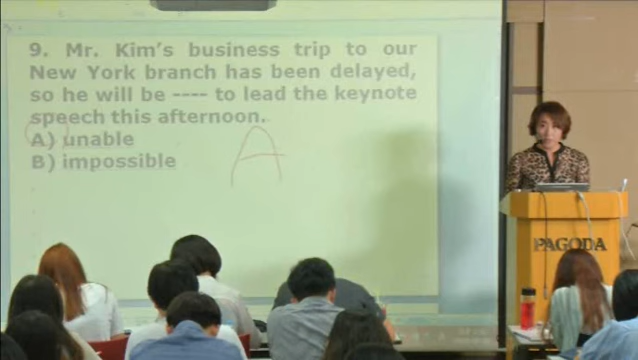 9. Mr. Kim's business trip to our
New York branch has been delayed,
so he will be ---- to lead the keynote
speech this afternoon.
A) unable
B) impossible
A
PAGODA